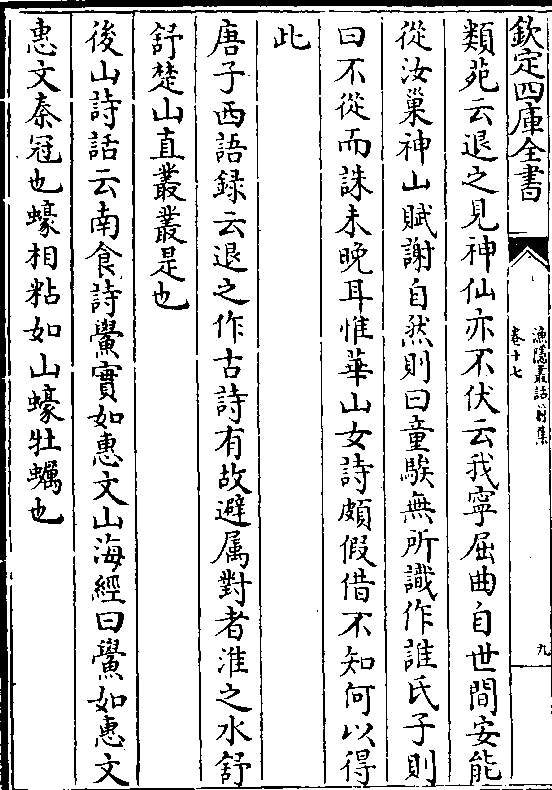 欽定四庫全書
漁隱叢話前集
卷十七
九
類苑云退之見神仙亦不伏云我寧屈曲自世間安能
從汝巢神山賦謝自然則曰童騃無所識作誰氏子則
曰不從而誅未晚耳惟華山女詩頗假借不知何以得
此
唐子西語録云退之作古詩有故避属對者淮之水舒
舒楚山直叢叢是也
後山詩話云南食詩鱟實如惠文山海經曰鱟如惠文
惠文秦冠也蠔相粘如山蠔牡蠣也